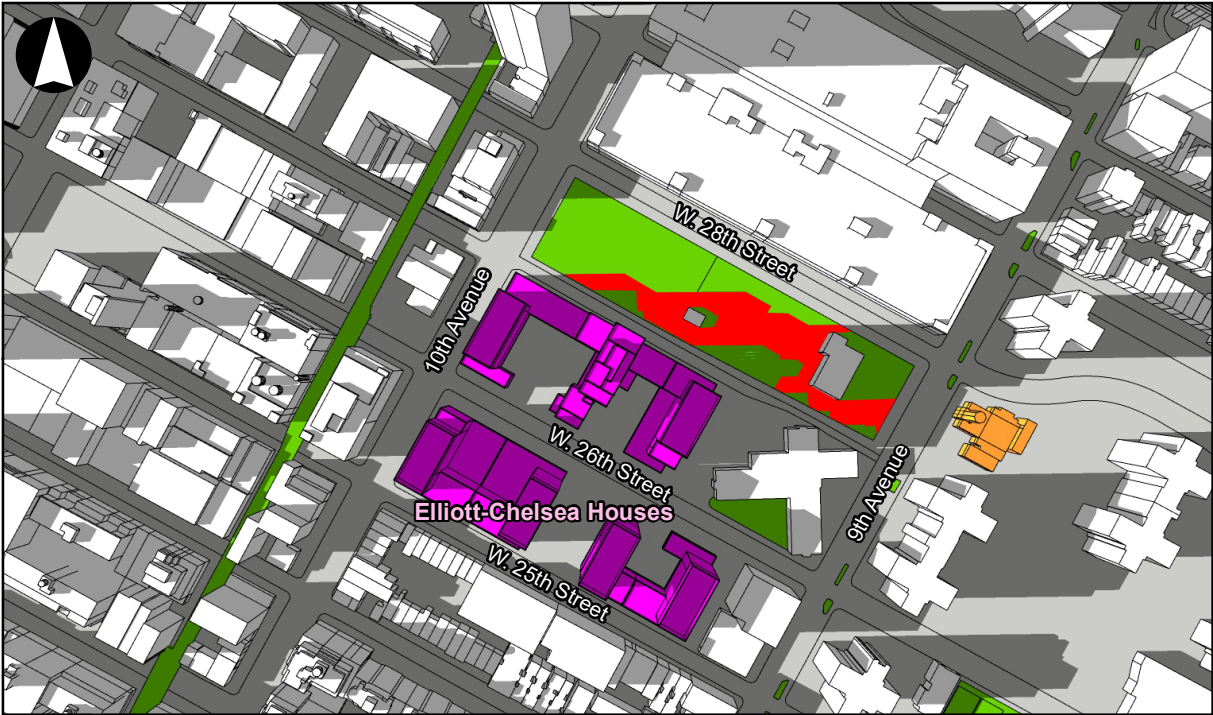 W. 28th Street
10th Avenue
W. 26th Street
9th Avenue
Elliott-Chelsea Houses
W. 25th Street